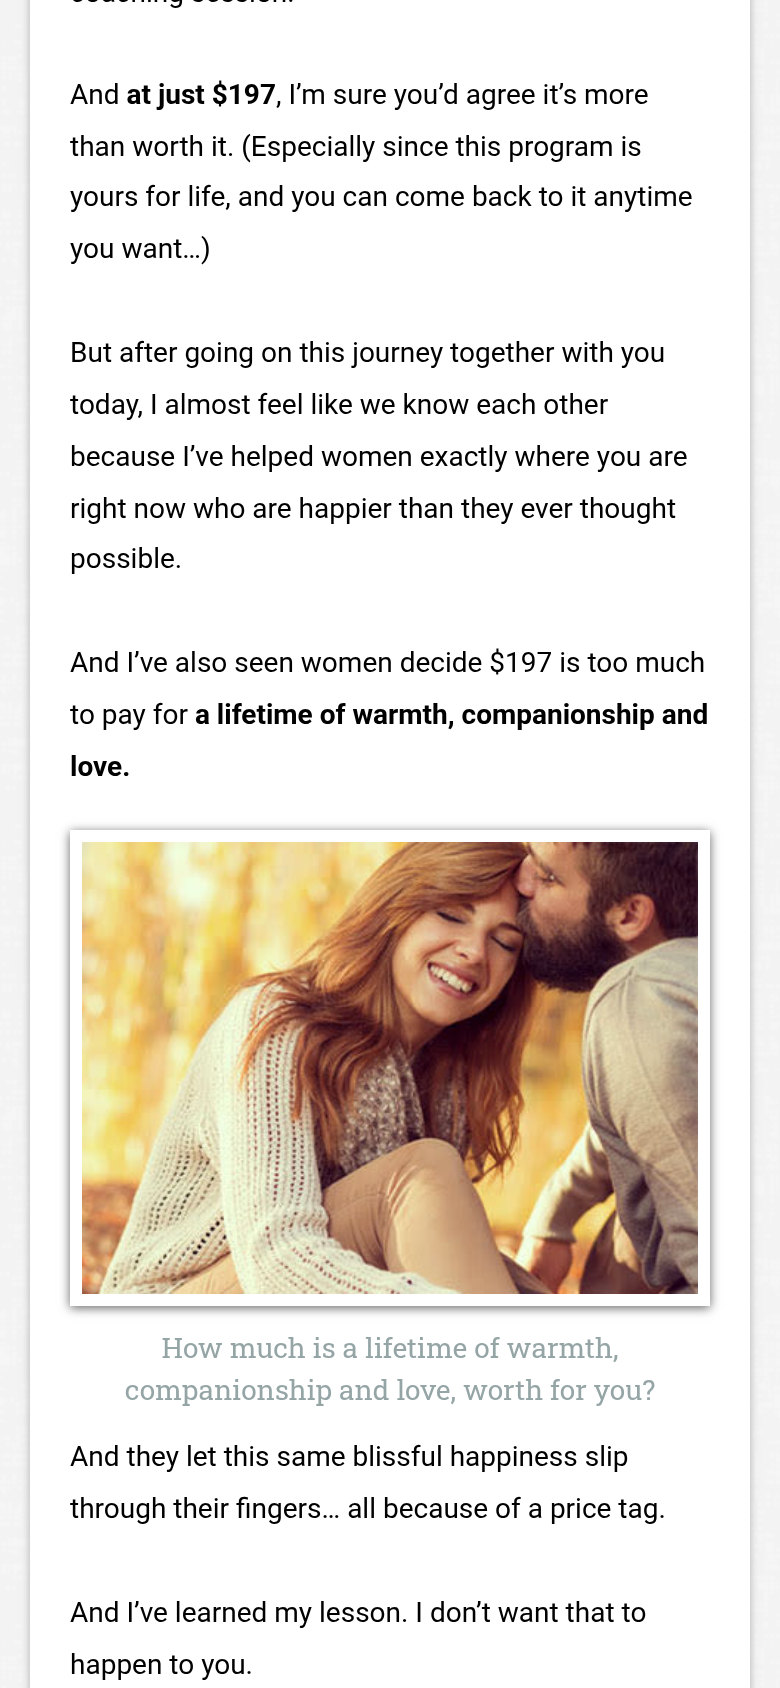 coaching session.
And at just $197, I’m sure you’d agree it’s more
than worth it. (Especially since this program is
yours for life, and you can come back to it anytime
you want…)
But after going on this journey together with you
today, I almost feel like we know each other
because I’ve helped women exactly where you are
right now who are happier than they ever thought
possible.
And I’ve also seen women decide $197 is too much
to pay for a lifetime of warmth, companionship and
love.
How much is a lifetime of warmth,
companionship and love, worth for you?
And they let this same blissful happiness slip
through their fingers… all because of a price tag.
And I’ve learned my lesson. I don’t want that to
happen to you.